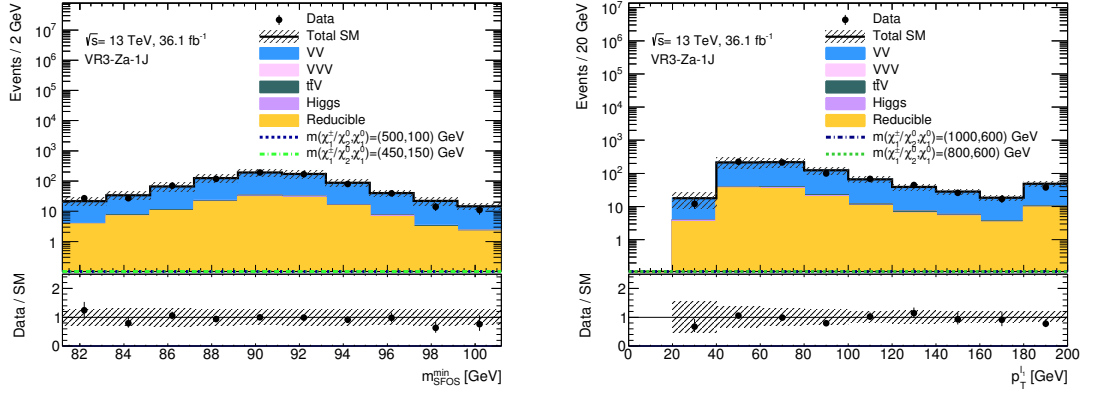 Events / 2 GeV
10⁷
10⁶
10⁵
10⁴
10³
10²
10
1
√s= 13 TeV, 36.1 fb⁻¹
VR3-Za-1J
Data
Total SM
VV
VVV
tt̄V
Higgs
Reducible
m(χ̃₁±/χ̃₂⁰,χ̃₁⁰)=(500,100) GeV
m(χ̃₁±/χ̃₂⁰,χ̃₁⁰)=(450,150) GeV
Data / SM
2
1
0
82 84 86 88 90 92 94 96 98 100
m_SFOS^min [GeV]
Events / 20 GeV
10⁷
10⁶
10⁵
10⁴
10³
10²
10
1
√s= 13 TeV, 36.1 fb⁻¹
VR3-Za-1J
Data
Total SM
VV
VVV
tt̄V
Higgs
Reducible
m(χ̃₁±/χ̃₂⁰,χ̃₁⁰)=(1000,600) GeV
m(χ̃₁±/χ̃₂⁰,χ̃₁⁰)=(800,600) GeV
Data / SM
2
1
0
0 20 40 60 80 100 120 140 160 180 200
p_T^l₁ [GeV]